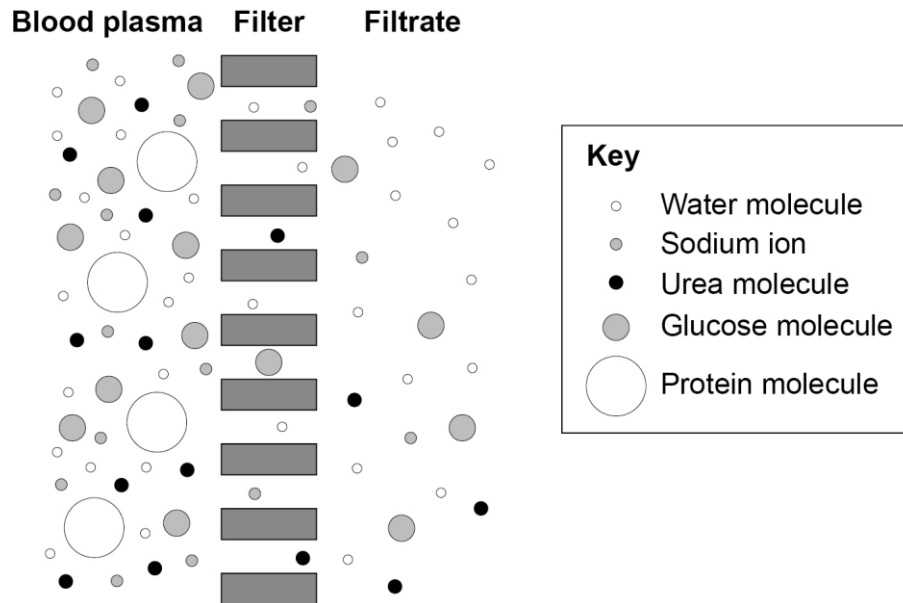 Blood plasma Filter Filtrate
Key
Water molecule
Sodium ion
Urea molecule
Glucose molecule
Protein molecule